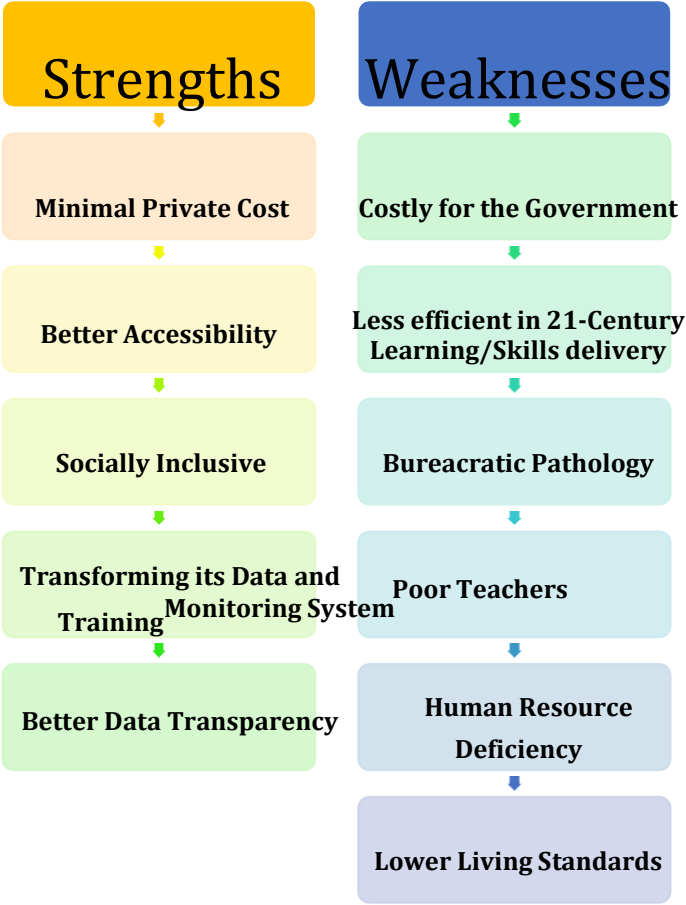 Strengths
Minimal Private Cost
Better Accessibility
Socially Inclusive
Transforming its Data and
Training Monitoring System
Better Data Transparency
Weaknesses
Costly for the Government
Less efficient in 21-Century
Learning/Skills delivery
Bureacratic Pathology
Poor Teachers
Human Resource
Deficiency
Lower Living Standards